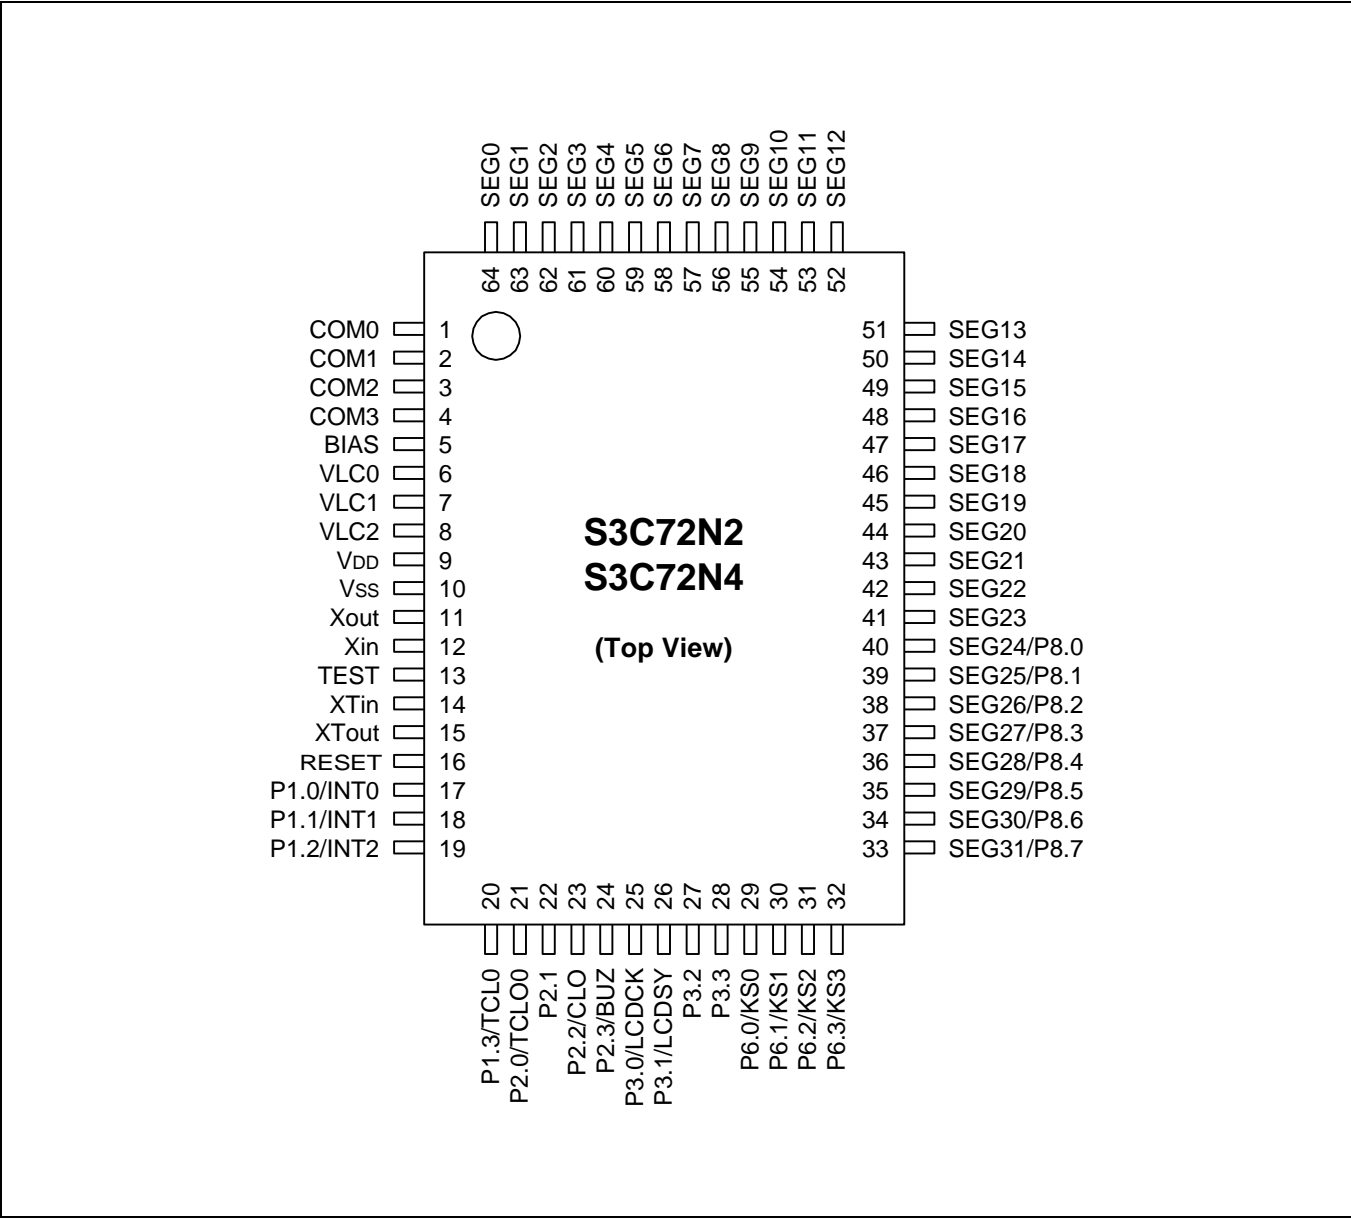 SEG0 SEG1 SEG2 SEG3 SEG4 SEG5 SEG6 SEG7 SEG8 SEG9 SEG10 SEG11 SEG12
64 63 62 61 60 59 58 57 56 55 54 53 52
COM0 1 51 SEG13
COM1 2 50 SEG14
COM2 3 49 SEG15
COM3 4 48 SEG16
BIAS 5 47 SEG17
VLC0 6 46 SEG18
VLC1 7 45 SEG19
VLC2 8 44 SEG20
VDD 9 43 SEG21
VSS 10 42 SEG22
Xout 11 41 SEG23
Xin 12 40 SEG24/P8.0
TEST 13 39 SEG25/P8.1
XTin 14 38 SEG26/P8.2
XTout 15 37 SEG27/P8.3
RESET 16 36 SEG28/P8.4
P1.0/INT0 17 35 SEG29/P8.5
P1.1/INT1 18 34 SEG30/P8.6
P1.2/INT2 19 33 SEG31/P8.7
S3C72N2
S3C72N4
(Top View)
20 21 22 23 24 25 26 27 28 29 30 31 32
P1.3/TCL0 P2.0/TCLO0 P2.1 P2.2/CLO P2.3/BUZ P3.0/LCDCK P3.1/LCDSY P3.2 P3.3 P6.0/KS0 P6.1/KS1 P6.2/KS2 P6.3/KS3